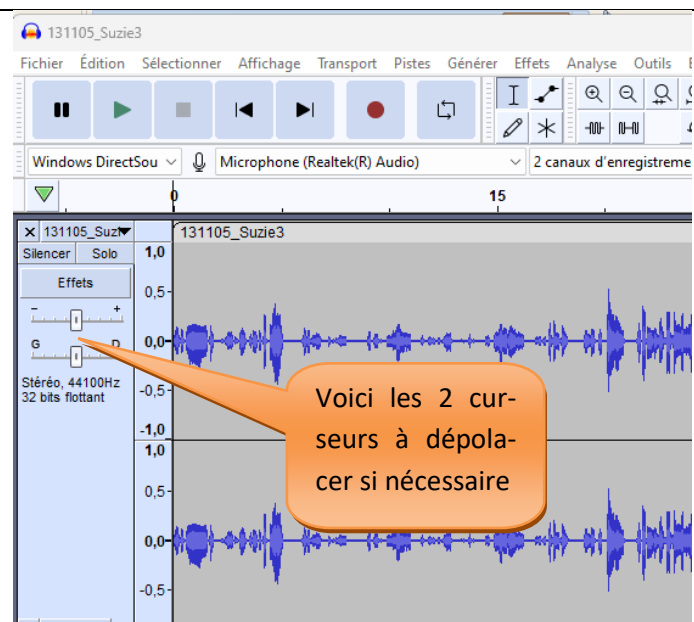 131105_Suzie3
Fichier Édition Sélectionner Affichage Transport Pistes Générer Effets Analyse Outils
Windows DirectSou Microphone (Realtek(R) Audio) 2 canaux d'enregistreme
0 15
131105_Suz 131105_Suzie3
Silencer Solo 1,0
Effets
0,5
- +
G D 0,0
Stéréo, 44100Hz
32 bits flottant
-0,5
-1,0
1,0
0,5
0,0
-0,5
Voici les 2 cur-
seurs à dépola-
cer si nécessaire